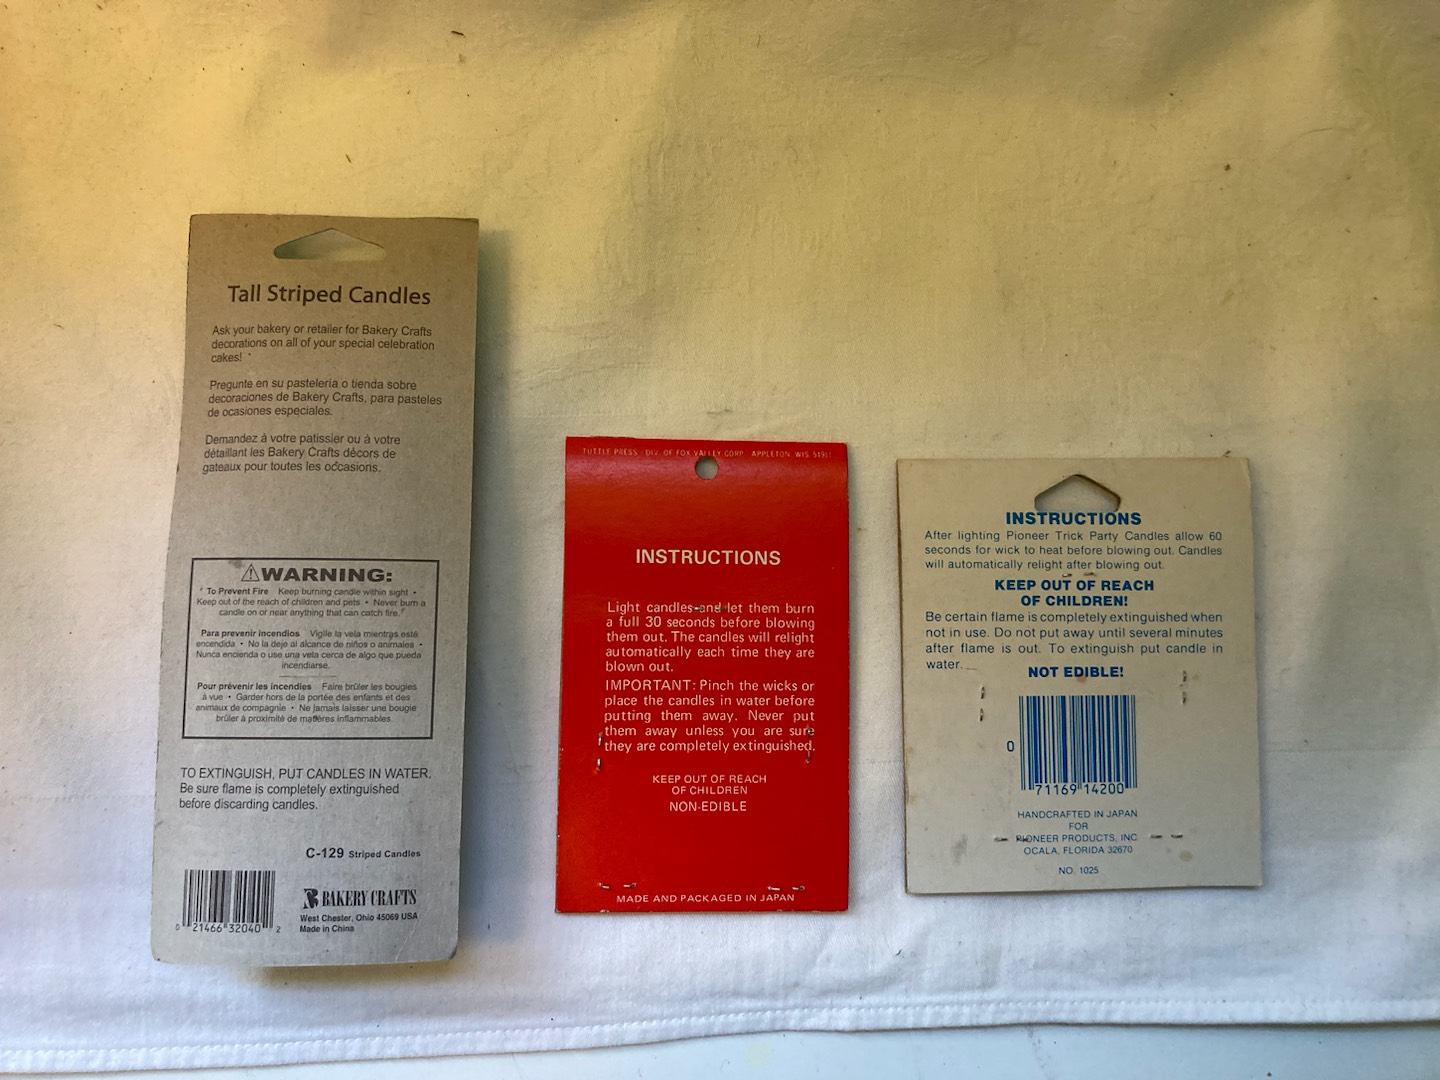 Tall Striped Candles
Ask your bakery or retailer for Bakery Crafts
decorations on all of your special celebration
cakes!
Pregunte en su pastelería o tienda sobre
decoraciones de Bakery Crafts, para pasteles
de ocasiones especiales.
Demandez à votre patissier ou à votre
détaillant les Bakery Crafts décors de
gateaux pour toutes les occasions.
⚠WARNING:
To Prevent Fire Keep burning candle within sight •
Keep out of the reach of children and pets • Never burn a
candle on or near anything that can catch fire.
Para prevenir incendios Vigile la vela mientras esté
encendida • No la deje al alcance de niños o animales •
Nunca encienda o use una vela cerca de algo que pueda
incendiarse.
Pour prévenir les incendies Faire brûler les bougies
à vue • Garder hors de la portée des enfants et des
animaux de compagnie • Ne jamais laisser une bougie
brûler à proximité de matières inflammables.
TO EXTINGUISH, PUT CANDLES IN WATER.
Be sure flame is completely extinguished
before discarding candles.
C-129 Striped Candles
BAKERY CRAFTS
West Chester, Ohio 45069 USA
Made in China
0 21466 32040 2
TUTTLE PRESS DIV. OF FOX VALLEY CORP. APPLETON WIS 54911
INSTRUCTIONS
Light candles and let them burn
a full 30 seconds before blowing
them out. The candles will relight
automatically each time they are
blown out.
IMPORTANT: Pinch the wicks or
place the candles in water before
putting them away. Never put
them away unless you are sure
they are completely extinguished.
KEEP OUT OF REACH
OF CHILDREN
NON-EDIBLE
MADE AND PACKAGED IN JAPAN
INSTRUCTIONS
After lighting Pioneer Trick Party Candles allow 60
seconds for wick to heat before blowing out. Candles
will automatically relight after blowing out.
KEEP OUT OF REACH
OF CHILDREN!
Be certain flame is completely extinguished when
not in use. Do not put away until several minutes
after flame is out. To extinguish put candle in
water.
NOT EDIBLE!
0 71169 14200
HANDCRAFTED IN JAPAN
FOR
PIONEER PRODUCTS, INC
OCALA, FLORIDA 32670
NO. 1025